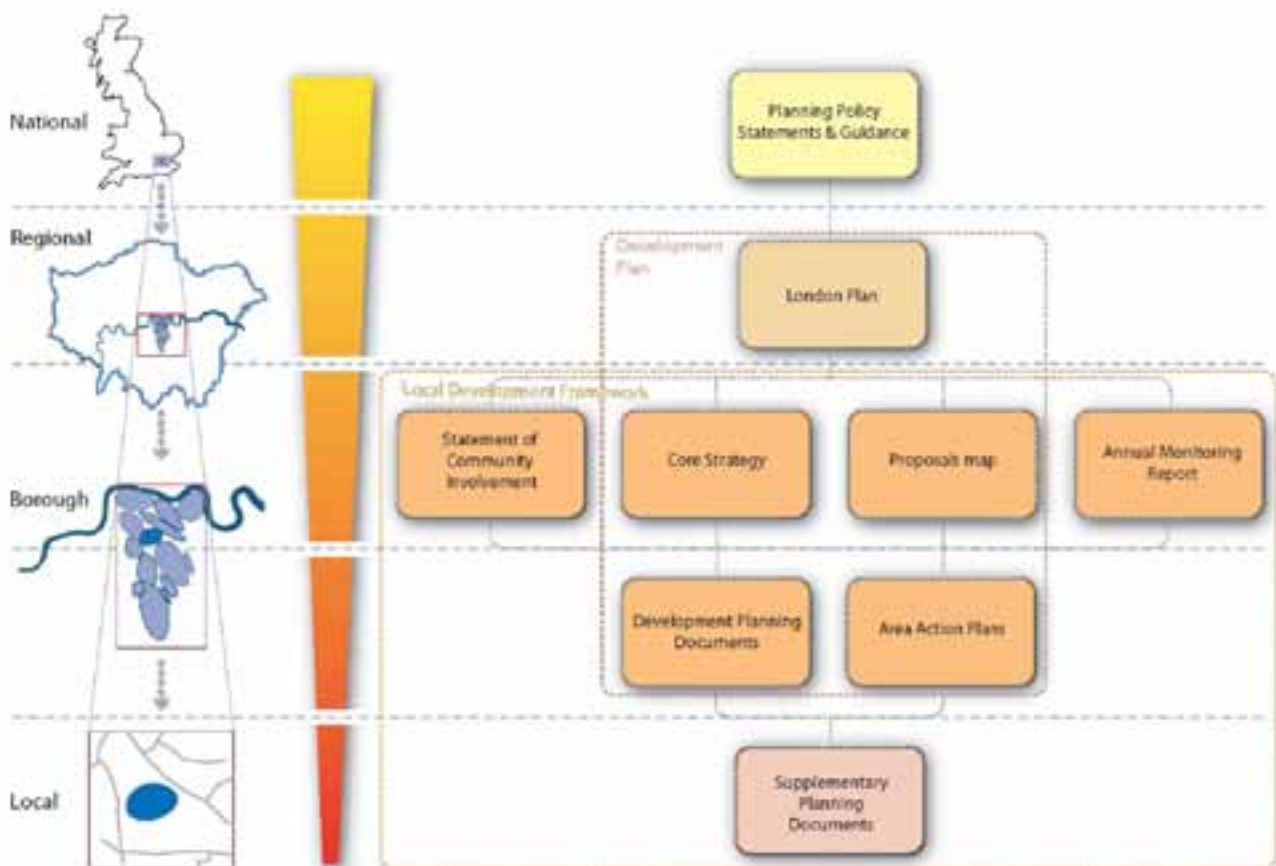 National
Planning Policy
Statements & Guidance
Regional
Development
Plan
London Plan
Local Development Framework
Statement of
Community
Involvement
Core Strategy
Proposals map
Annual Monitoring
Report
Borough
Development Planning
Documents
Area Action Plans
Local
Supplementary
Planning
Documents